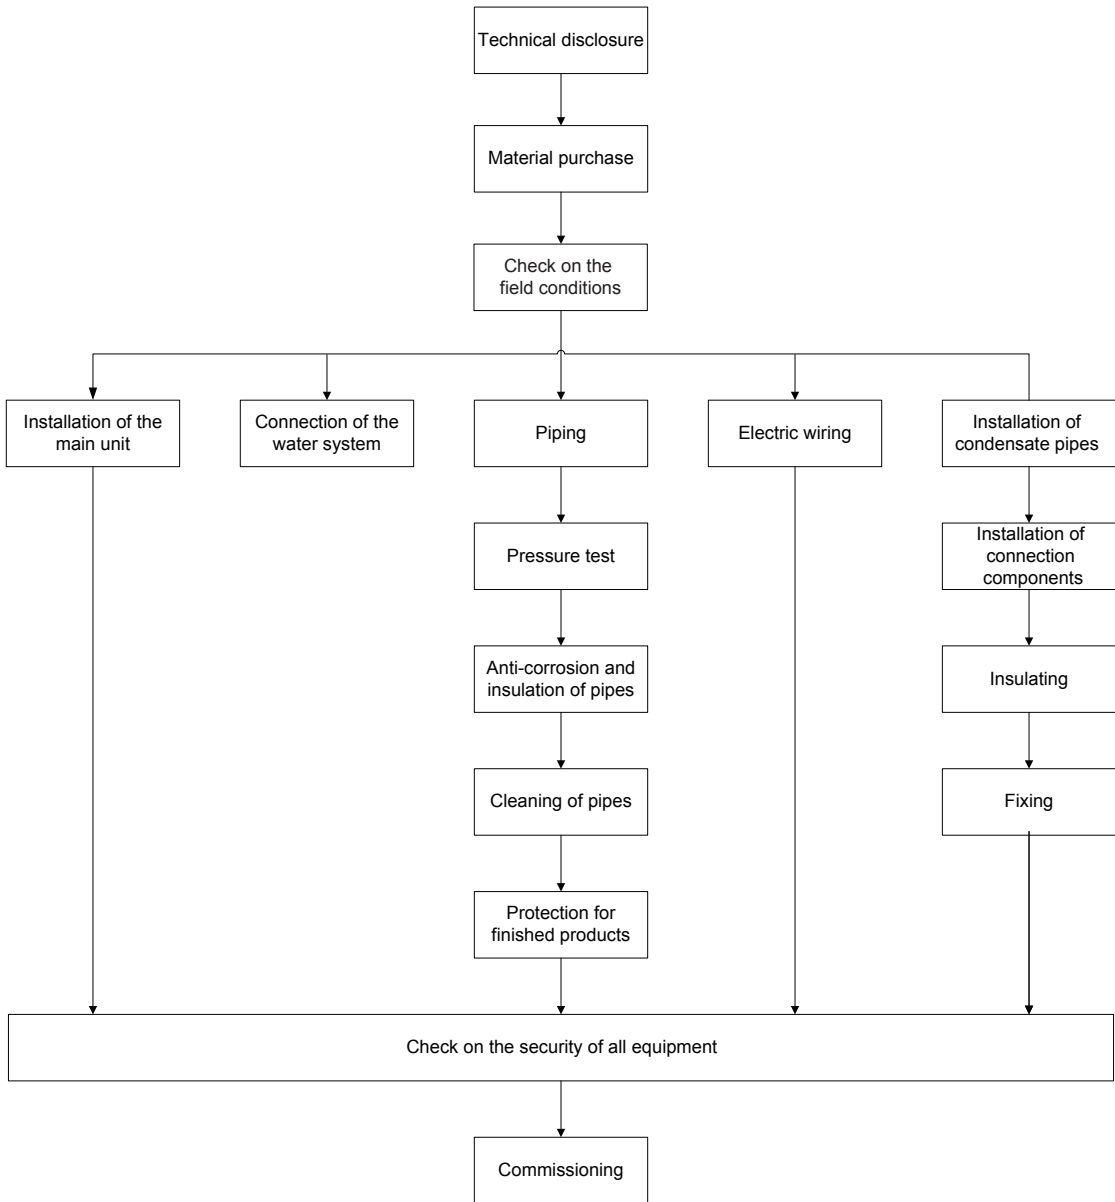 Technical disclosure
Material purchase
Check on the
field conditions
Installation of the
main unit
Connection of the
water system
Piping
Electric wiring
Installation of
condensate pipes
Pressure test
Installation of
connection
components
Anti-corrosion and
insulation of pipes
Insulating
Cleaning of pipes
Fixing
Protection for
finished products
Check on the security of all equipment
Commissioning